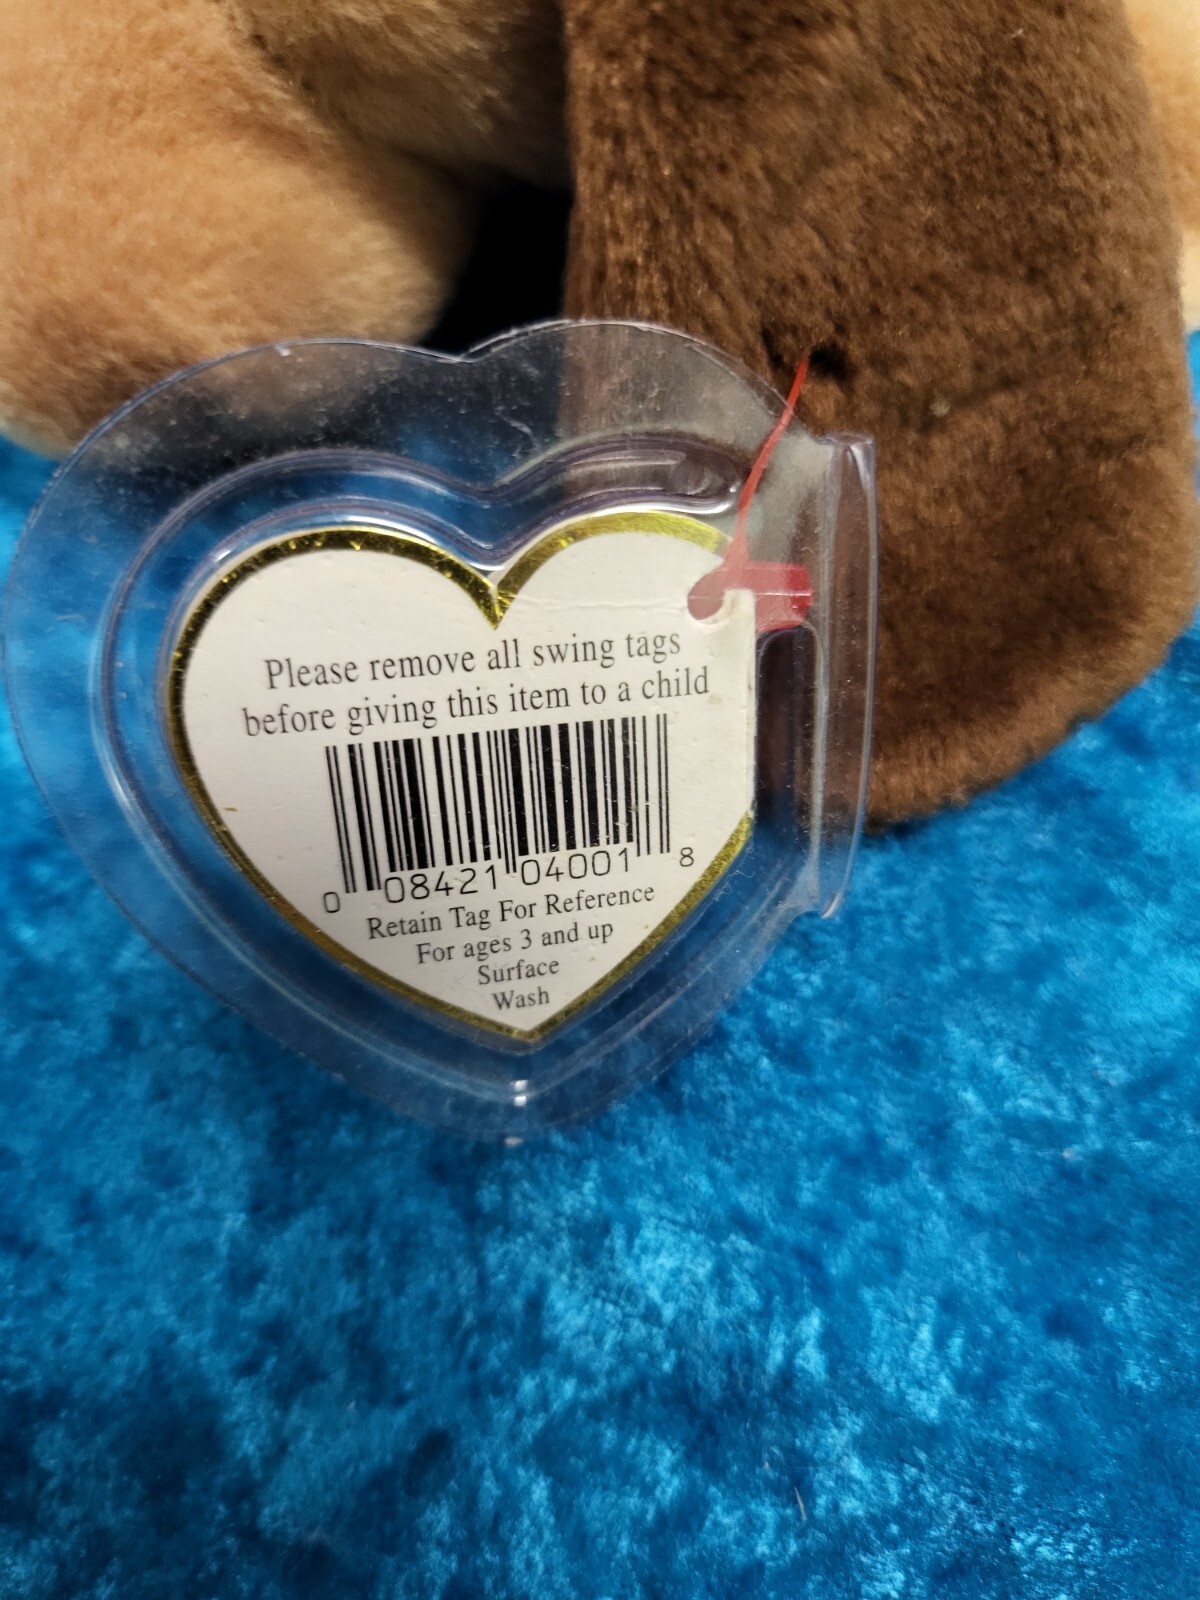 Please remove all swing tags
before giving this item to a child
0 08421 04001 8
Retain Tag For Reference
For ages 3 and up
Surface
Wash